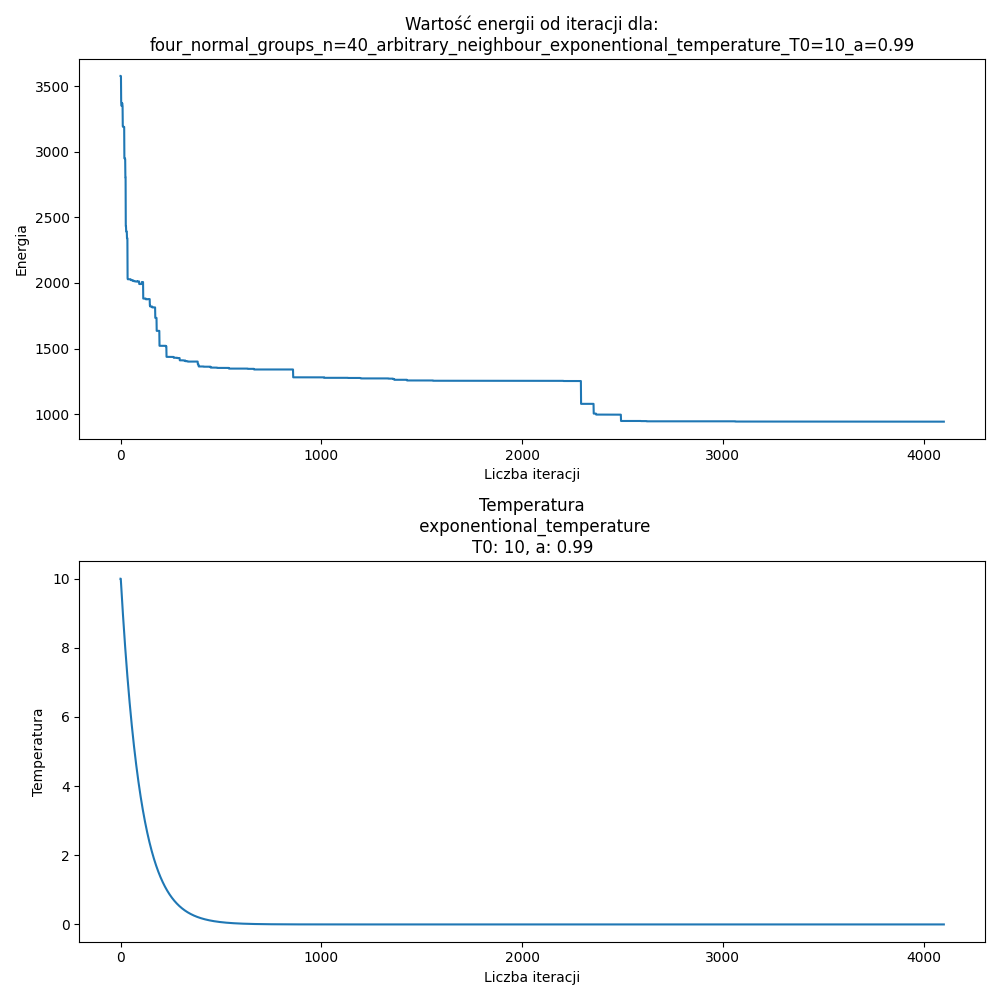 Wartość energii od iteracji dla:
four_normal_groups_n=40_arbitrary_neighbour_exponentional_temperature_T0=10_a=0.99
3500
3000
2500
2000
1500
1000
Energia
0 1000 2000 3000 4000
Liczba iteracji
Temperatura
exponentional_temperature
T0: 10, a: 0.99
10
8
6
4
2
0
Temperatura
0 1000 2000 3000 4000
Liczba iteracji